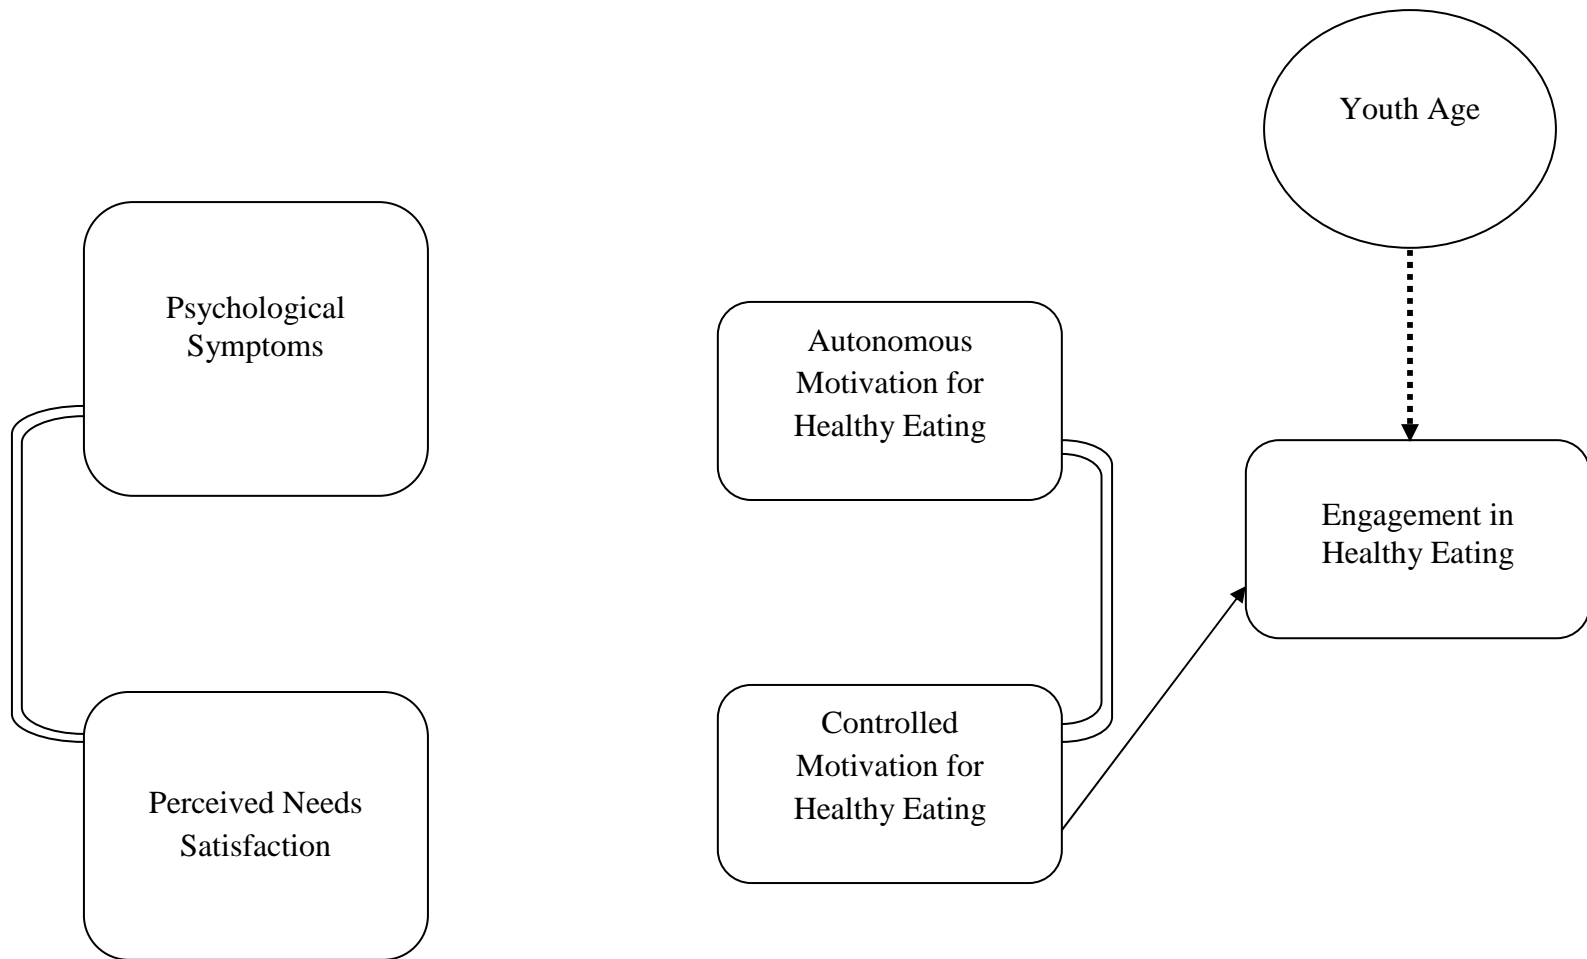 Youth Age
Psychological
Symptoms
Autonomous
Motivation for
Healthy Eating
Engagement in
Healthy Eating
Perceived Needs
Satisfaction
Controlled
Motivation for
Healthy Eating